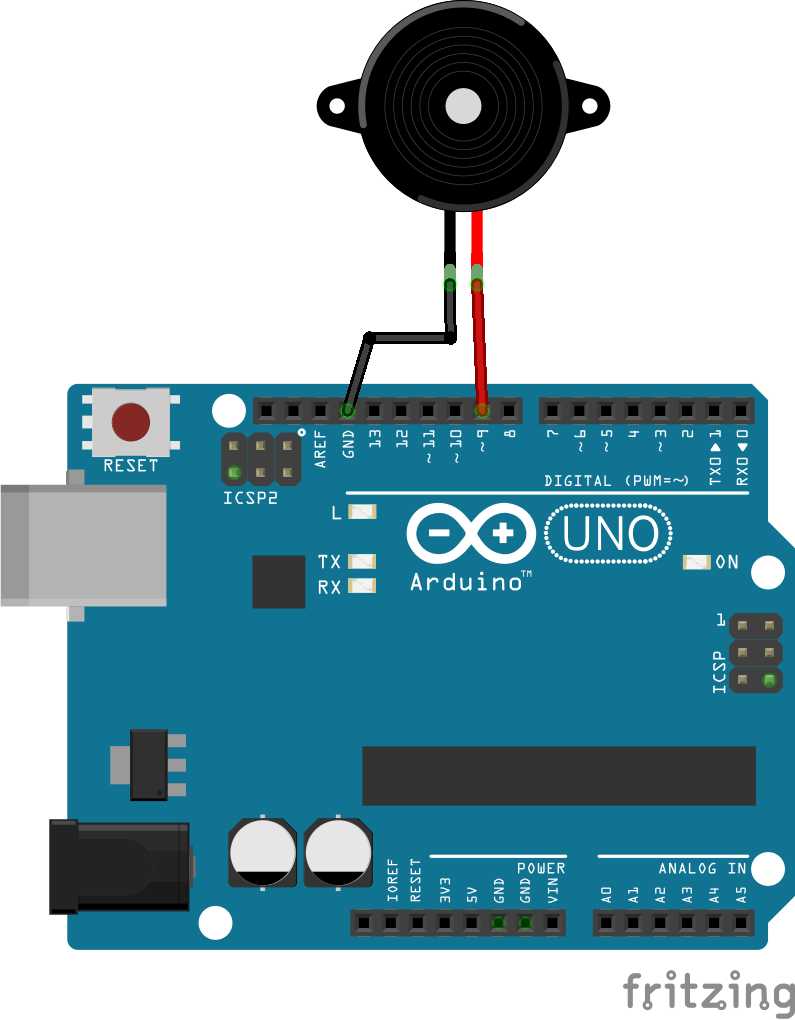 RESET
ICSP2
AREF
GND
13
12
~11
~10
~9
8
7
~6
~5
4
~3
2
TX0▶1
RX0◀0
DIGITAL (PWM=~)
L
TX
RX
UNO
Arduino™
ON
1
ICSP
POWER
ANALOG IN
IOREF
RESET
3V3
5V
GND
GND
VIN
A0
A1
A2
A3
A4
A5
fritzing